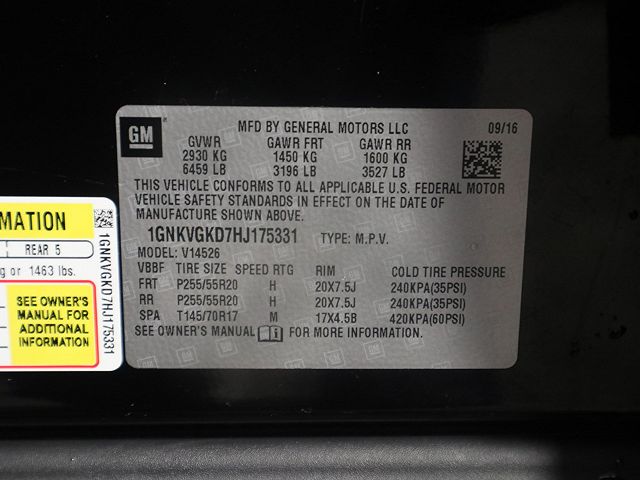 GM
MFD BY GENERAL MOTORS LLC 09/16
GVWR GAWR FRT GAWR RR
2930 KG 1450 KG 1600 KG
6459 LB 3196 LB 3527 LB
THIS VEHICLE CONFORMS TO ALL APPLICABLE U.S. FEDERAL MOTOR
VEHICLE SAFETY STANDARDS IN EFFECT ON THE DATE OF
MANUFACTURE SHOWN ABOVE.
1GNKVGKD7HJ175331 TYPE: M.P.V.
MODEL: V14526
VBBF TIRE SIZE SPEED RTG RIM COLD TIRE PRESSURE
FRT P255/55R20 H 20X7.5J 240KPA(35PSI)
RR P255/55R20 H 20X7.5J 240KPA(35PSI)
SPA T145/70R17 M 17X4.5B 420KPA(60PSI)
SEE OWNER'S MANUAL FOR MORE INFORMATION.
RMATION
REAR 5
g or 1463 lbs.
SEE OWNER'S
MANUAL FOR
ADDITIONAL
INFORMATION
1GNKVGKD7HJ175331